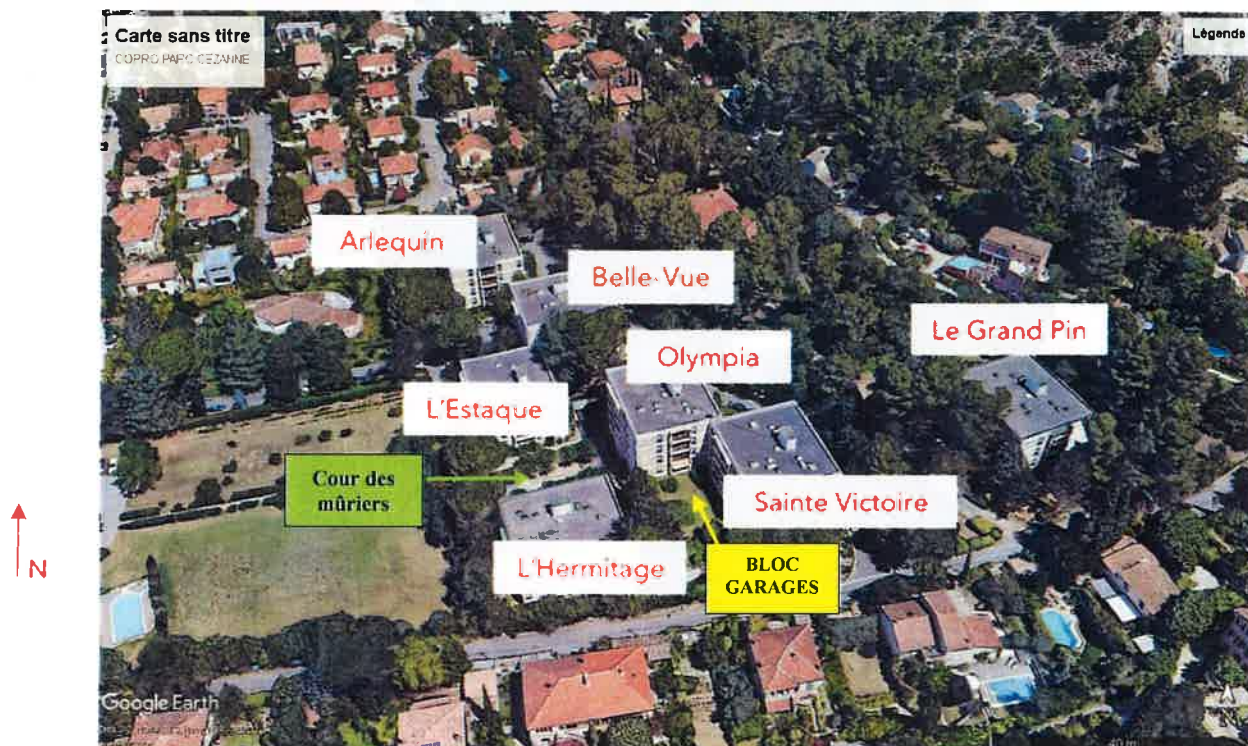 Carte sans titre
COPRO PARC CEZANNE
Légende
Arlequin
Belle-Vue
Olympia
Le Grand Pin
L'Estaque
Cour des
mûriers
Sainte Victoire
L'Hermitage
BLOC
GARAGES
N
Google Earth
N